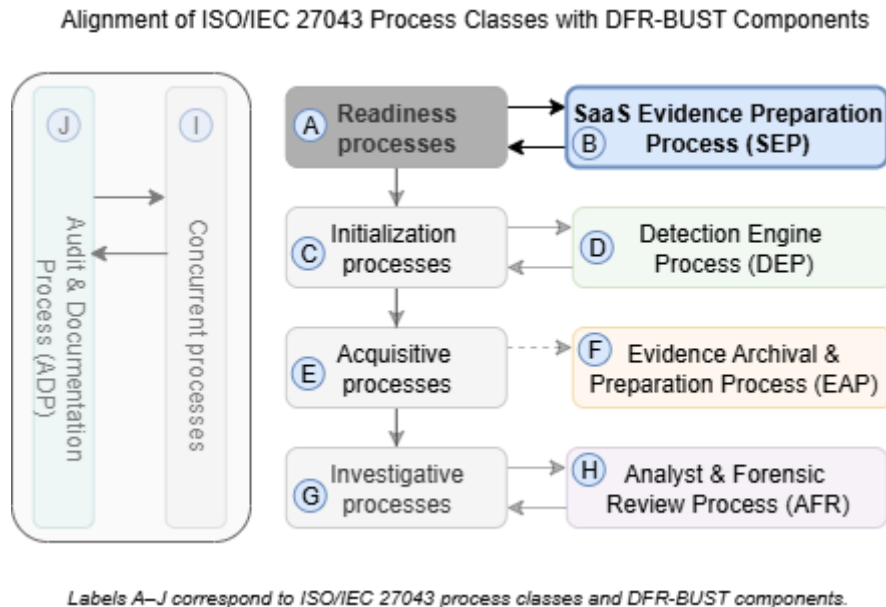 Alignment of ISO/IEC 27043 Process Classes with DFR-BUST Components
J
I
Audit & Documentation
Process (ADP)
Concurrent processes
A
Readiness
processes
SaaS Evidence Preparation
B
Process (SEP)
C
Initialization
processes
D
Detection Engine
Process (DEP)
E
Acquisitive
processes
F
Evidence Archival &
Preparation Process (EAP)
G
Investigative
processes
H
Analyst & Forensic
Review Process (AFR)
Labels A–J correspond to ISO/IEC 27043 process classes and DFR-BUST components.